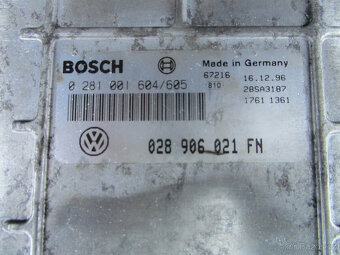 BOSCH
Made in Germany
0 281 001 604/605
67216
16.12.96
810
28SA3187
1761 1361
028 906 021 FN